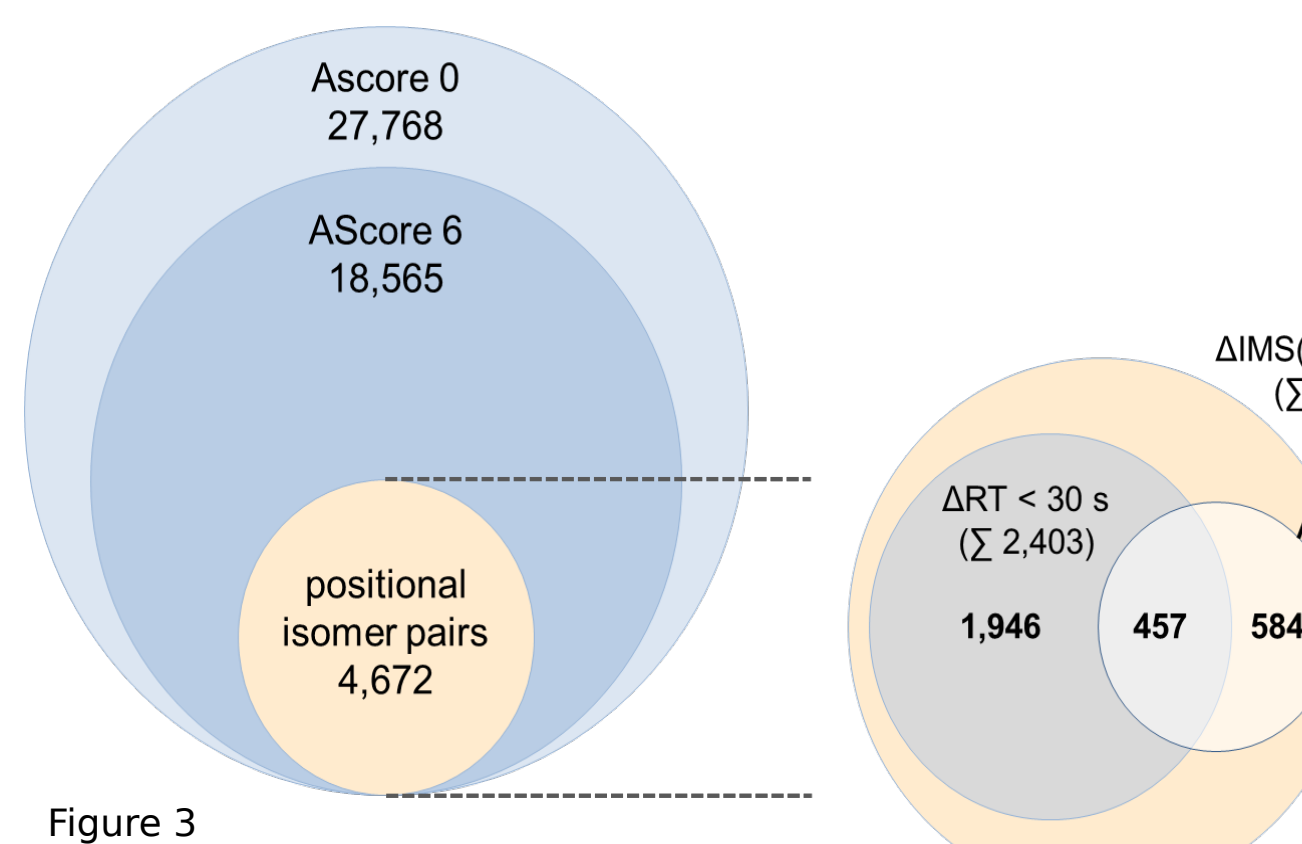 Ascore 0
27,768
AScore 6
18,565
positional
isomer pairs
4,672
ΔIMS(
(∑
ΔRT < 30 s
(∑ 2,403)
1,946
457
584
Figure 3